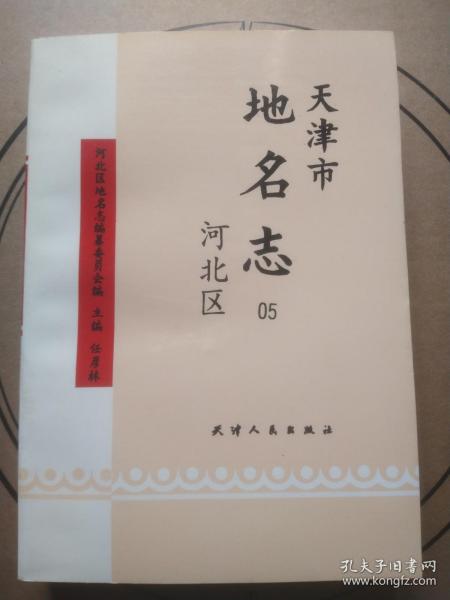 天津市
地名志
05
河北区
河北区地名志编纂委员会编 主编 任彦林
天津人民出版社
孔夫子旧书网
www.kongfz.com